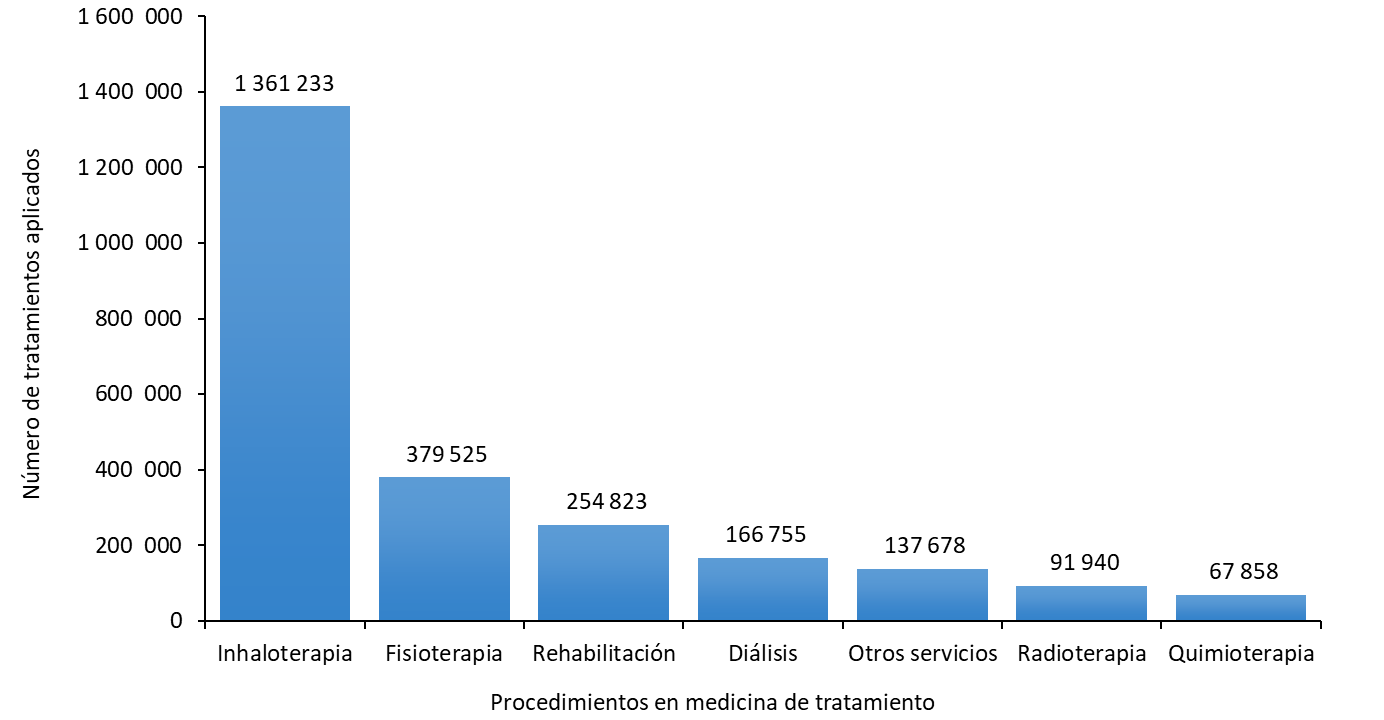 1 600 000
1 400 000
1 200 000
1 000 000
800 000
600 000
400 000
200 000
0
Número de tratamientos aplicados
1 361 233
379 525
254 823
166 755
137 678
91 940
67 858
Inhaloterapia
Fisioterapia
Rehabilitación
Diálisis
Otros servicios
Radioterapia
Quimioterapia
Procedimientos en medicina de tratamiento